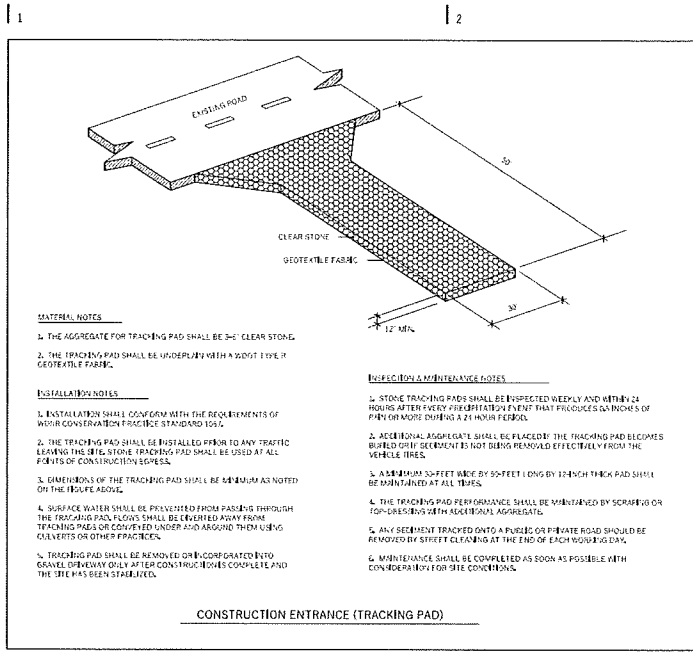 1
2
EXISTING ROAD
50'
CLEAR STONE
GEOTEXTILE FABRIC
30'
12" MIN.
MATERIAL NOTES
1. THE AGGREGATE FOR TRACKING PAD SHALL BE 3-6" CLEAR STONE.
2. THE TRACKING PAD SHALL BE UNDERLAIN WITH A WDOT TYPE R
GEOTEXTILE FABRIC.
INSTALLATION NOTES
1. INSTALLATION SHALL CONFORM WITH THE REQUIREMENTS OF
WDNR CONSERVATION PRACTICE STANDARD 1057.
2. THE TRACKING PAD SHALL BE INSTALLED PRIOR TO ANY TRAFFIC
LEAVING THE SITE. STONE TRACKING PAD SHALL BE USED AT ALL
POINTS OF CONSTRUCTION EGRESS.
3. DIMENSIONS OF THE TRACKING PAD SHALL BE MINIMUM AS NOTED
ON THE FIGURE ABOVE.
4. SURFACE WATER SHALL BE PREVENTED FROM PASSING THROUGH
THE TRACKING PAD. FLOWS SHALL BE DIVERTED AWAY FROM
TRACKING PADS OR CONVEYED UNDER AND AROUND THEM USING
CULVERTS OR OTHER PRACTICES.
5. TRACKING PAD SHALL BE REMOVED OR INCORPORATED INTO
GRAVEL DRIVEWAY ONLY AFTER CONSTRUCTION IS COMPLETE AND
THE SITE HAS BEEN STABILIZED.
INSPECTION & MAINTENANCE NOTES
1. STONE TRACKING PADS SHALL BE INSPECTED WEEKLY AND WITHIN 24
HOURS AFTER EVERY PRECIPITATION EVENT THAT PRODUCES 0.5 INCHES OF
RAIN OR MORE DURING A 24 HOUR PERIOD.
2. ADDITIONAL AGGREGATE SHALL BE PLACED IF THE TRACKING PAD BECOMES
BURIED OR IF SEDIMENT IS NOT BEING REMOVED EFFECTIVELY FROM THE
VEHICLE TIRES.
3. A MINIMUM 30-FEET WIDE BY 50-FEET LONG BY 12-INCH THICK PAD SHALL
BE MAINTAINED AT ALL TIMES.
4. THE TRACKING PAD PERFORMANCE SHALL BE MAINTAINED BY SCRAPING OR
TOP-DRESSING WITH ADDITIONAL AGGREGATE.
5. ANY SEDIMENT TRACKED ONTO A PUBLIC OR PRIVATE ROAD SHOULD BE
REMOVED BY STREET CLEANING AT THE END OF EACH WORKING DAY.
6. MAINTENANCE SHALL BE COMPLETED AS SOON AS POSSIBLE WITH
CONSIDERATION FOR SITE CONDITIONS.
CONSTRUCTION ENTRANCE (TRACKING PAD)